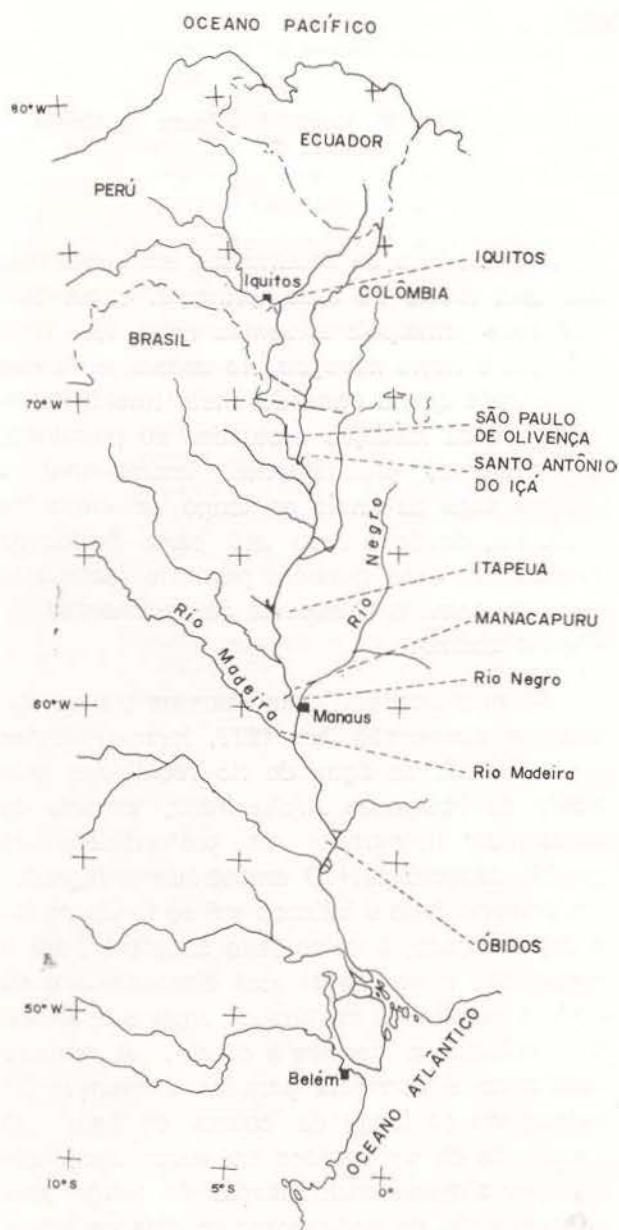 OCEANO PACÍFICO
80°W
ECUADOR
PERÚ
IQUITOS
Iquitos
COLÔMBIA
BRASIL
70°W
SÃO PAULO
DE OLIVENÇA
SANTO ANTÔNIO
DO IÇÁ
Rio Negro
ITAPEUA
Rio Madeira
MANACAPURU
Rio Negro
60°W
Manaus
Rio Madeira
ÓBIDOS
50°W
Belém
OCEANO ATLÂNTICO
10°S
5°S
0°